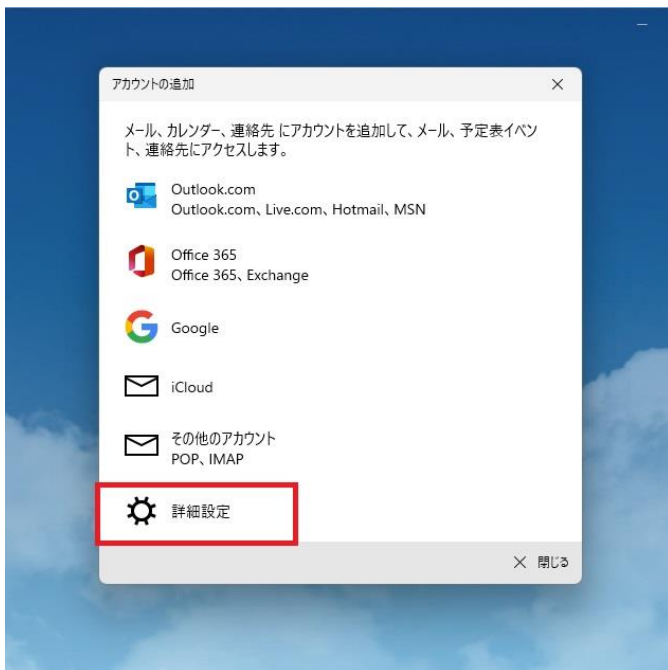 アカウントの追加
メール、カレンダー、連絡先 にアカウントを追加して、メール、予定表イベン
ト、連絡先にアクセスします。
Outlook.com
Outlook.com、Live.com、Hotmail、MSN
Office 365
Office 365、Exchange
Google
iCloud
その他のアカウント
POP、IMAP
詳細設定
閉じる